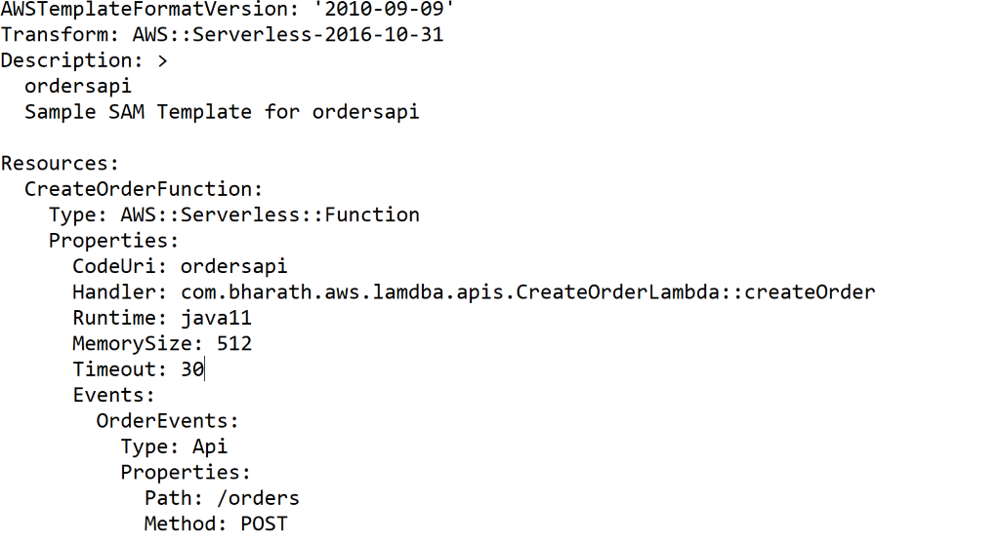 AWSTemplateFormatVersion: '2010-09-09'
Transform: AWS::Serverless-2016-10-31
Description: >
  ordersapi
  Sample SAM Template for ordersapi

Resources:
  CreateOrderFunction:
    Type: AWS::Serverless::Function
    Properties:
      CodeUri: ordersapi
      Handler: com.bharath.aws.lamdba.apis.CreateOrderLambda::createOrder
      Runtime: java11
      MemorySize: 512
      Timeout: 30
      Events:
        OrderEvents:
          Type: Api
          Properties:
            Path: /orders
            Method: POST